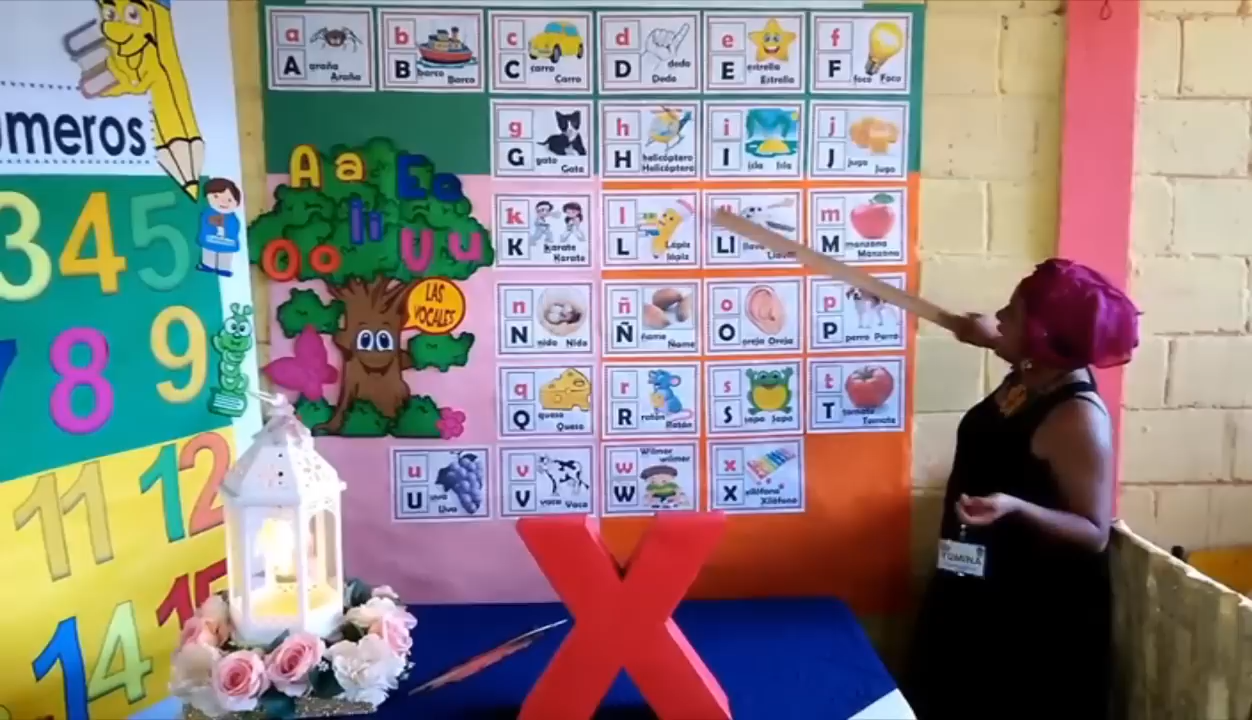 úmeros
3 4 5
8 9
11 12
15
14
a
A
araña
Araña
b
B
barco
Barco
c
C
carro
Carro
d
D
dedo
Dedo
e
E
estrella
Estrella
f
F
foco Foco
g
G
gato
Gato
h
H
helicóptero
Helicóptero
i
I
isla Isla
j
J
jugo
Jugo
A a E e
I i
O o U u
LAS
VOCALES
k
K
karate
Karate
l
L
Lápiz
lápiz
Ll
llave
m
M
manzana
Manzana
n
N
nido Nido
ñ
Ñ
ñame
Ñame
o
O
oreja Oreja
p
P
perro Perro
q
Q
queso
Queso
r
R
ratón
Ratón
s
S
sapo Sapo
t
T
tomate
Tomate
u
U
uva
Uva
v
V
vaca Vaca
Wilmer
wilmer
w
W
x
X
xilófono
Xilófono
X
YOMINA